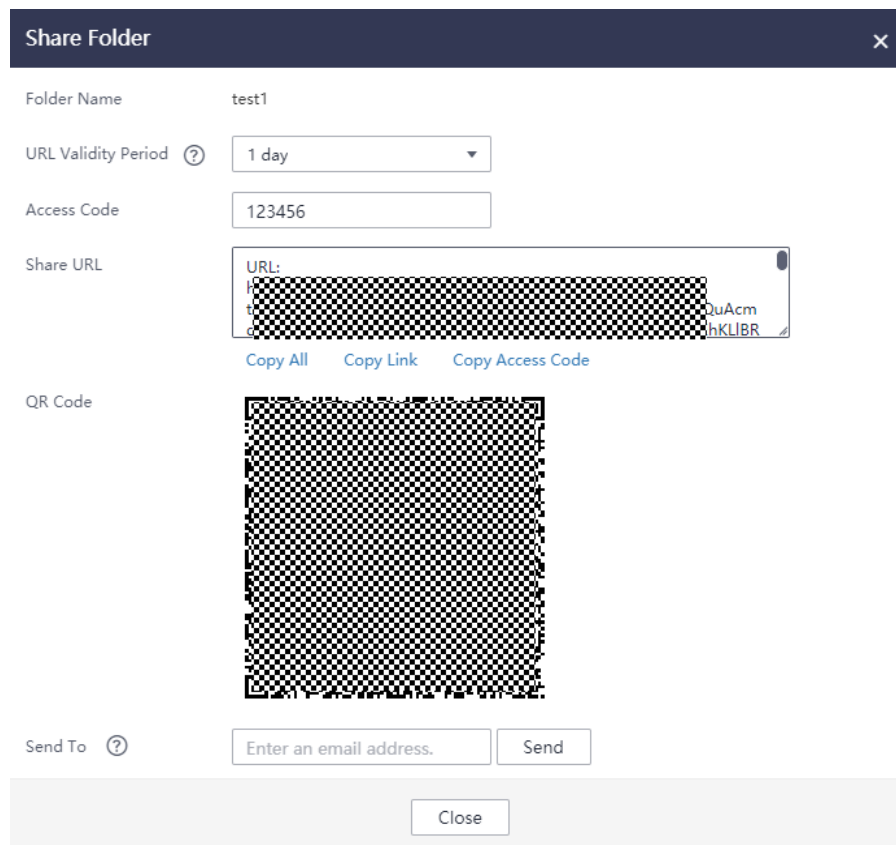 Share Folder
Folder Name test1
URL Validity Period ? 1 day
Access Code 123456
Share URL URL:
h
t QuAcm
hKLlBR
Copy All Copy Link Copy Access Code
QR Code
Send To ? Enter an email address. Send
Close